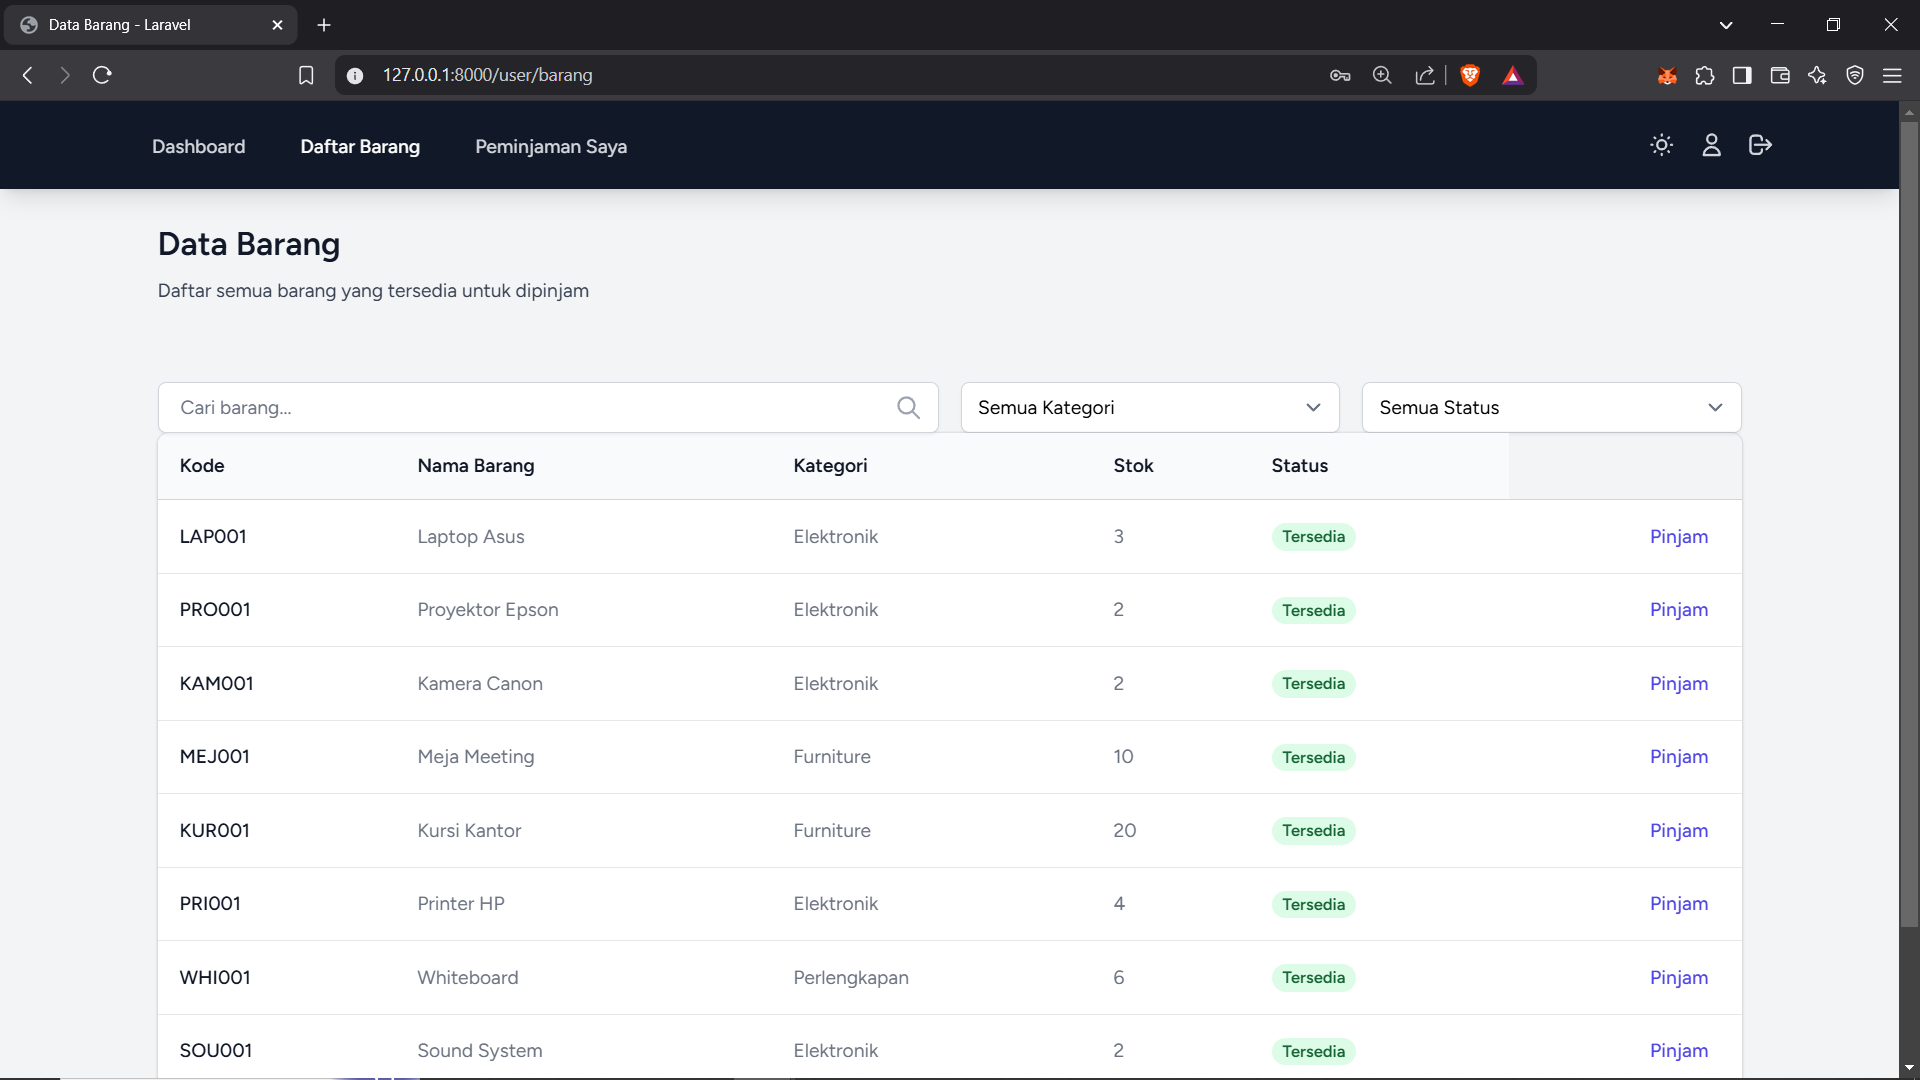 Data Barang - Laravel
127.0.0.1:8000/user/barang
Dashboard Daftar Barang Peminjaman Saya
Data Barang
Daftar semua barang yang tersedia untuk dipinjam
Cari barang... Semua Kategori Semua Status
Kode Nama Barang Kategori Stok Status
LAP001 Laptop Asus Elektronik 3 Tersedia Pinjam
PRO001 Proyektor Epson Elektronik 2 Tersedia Pinjam
KAM001 Kamera Canon Elektronik 2 Tersedia Pinjam
MEJ001 Meja Meeting Furniture 10 Tersedia Pinjam
KUR001 Kursi Kantor Furniture 20 Tersedia Pinjam
PRI001 Printer HP Elektronik 4 Tersedia Pinjam
WHI001 Whiteboard Perlengkapan 6 Tersedia Pinjam
SOU001 Sound System Elektronik 2 Tersedia Pinjam